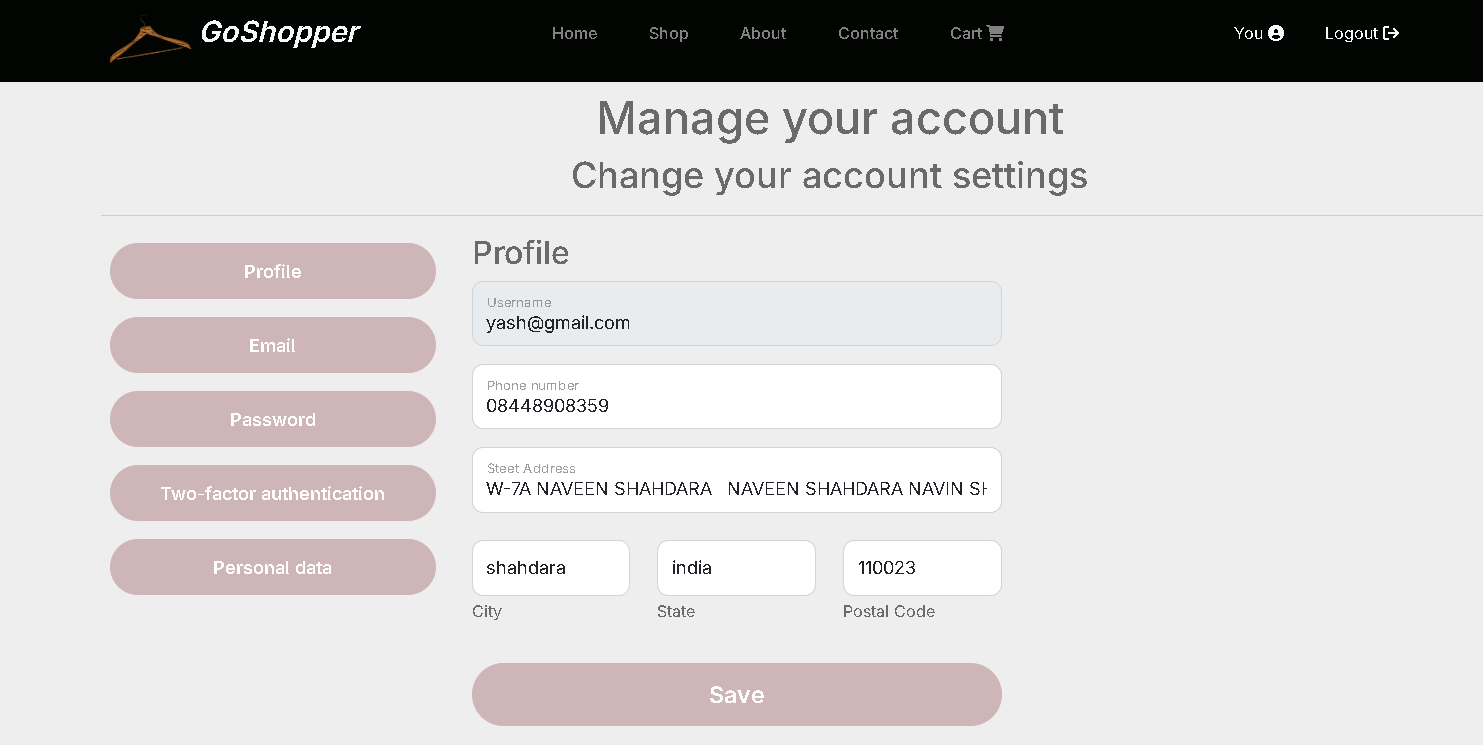 GoShopper
Home Shop About Contact Cart
You Logout
Manage your account
Change your account settings
Profile
Email
Password
Two-factor authentication
Personal data
Profile
Username
yash@gmail.com
Phone number
08448908359
Steet Address
W-7A NAVEEN SHAHDARA NAVEEN SHAHDARA NAVIN
shahdara india 110023
City State Postal Code
Save